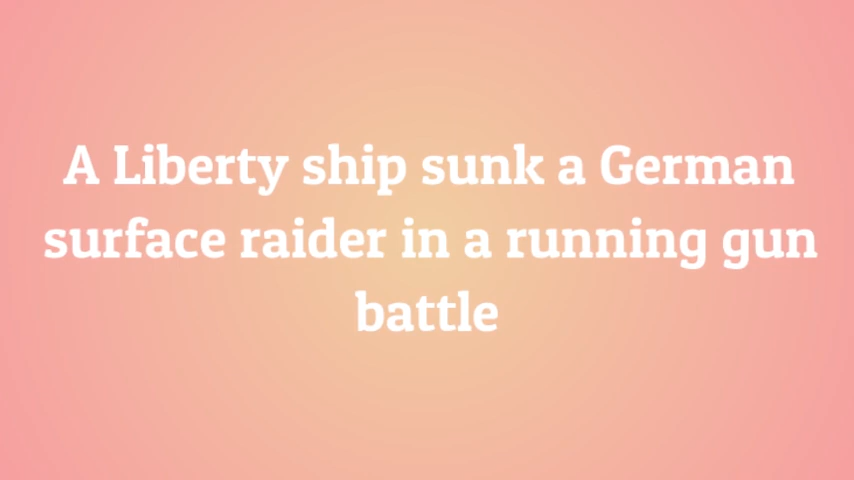 A Liberty ship sunk a German
surface raider in a running gun
battle